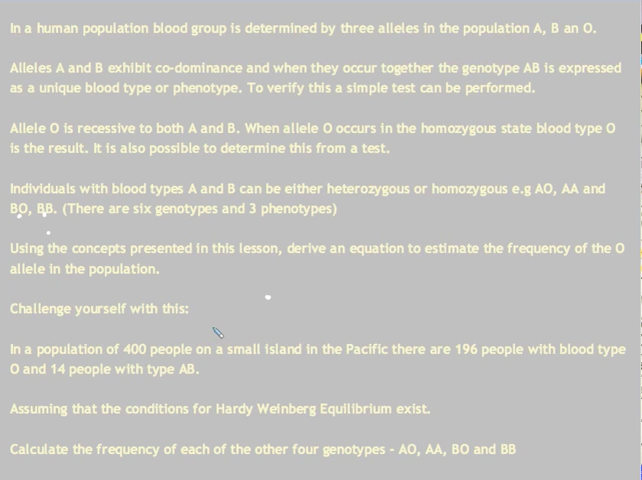 In a human population blood group is determined by three alleles in the population A, B an O.
Alleles A and B exhibit co-dominance and when they occur together the genotype AB is expressed
as a unique blood type or phenotype. To verify this a simple test can be performed.
Allele O is recessive to both A and B. When allele O occurs in the homozygous state blood type O
is the result. It is also possible to determine this from a test.
Individuals with blood types A and B can be either heterozygous or homozygous e.g AO, AA and
BO, BB. (There are six genotypes and 3 phenotypes)
Using the concepts presented in this lesson, derive an equation to estimate the frequency of the O
allele in the population.
Challenge yourself with this:
In a population of 400 people on a small island in the Pacific there are 196 people with blood type
O and 14 people with type AB.
Assuming that the conditions for Hardy Weinberg Equilibrium exist.
Calculate the frequency of each of the other four genotypes - AO, AA, BO and BB